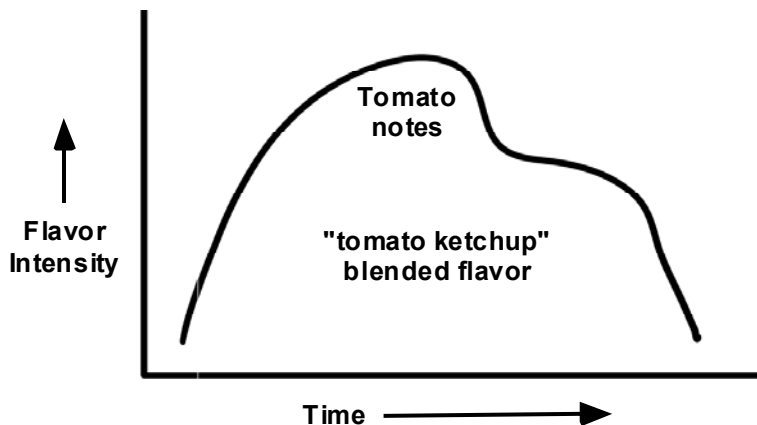 Tomato
notes
Flavor
Intensity
"tomato ketchup"
blended flavor
Time